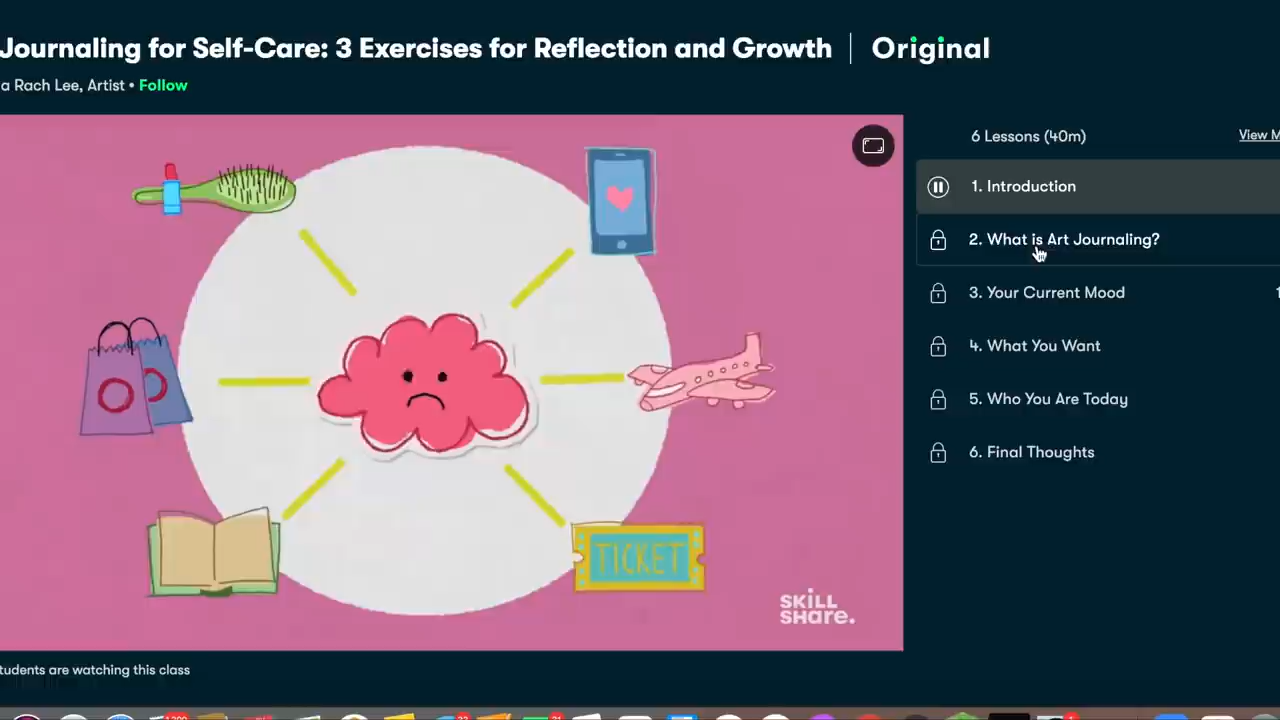 Journaling for Self-Care: 3 Exercises for Reflection and Growth | Original
a Rach Lee, Artist • Follow
6 Lessons (40m)
View M
1. Introduction
2. What is Art Journaling?
3. Your Current Mood
4. What You Want
5. Who You Are Today
6. Final Thoughts
TICKET
SKILL
SHARE.
tudents are watching this class